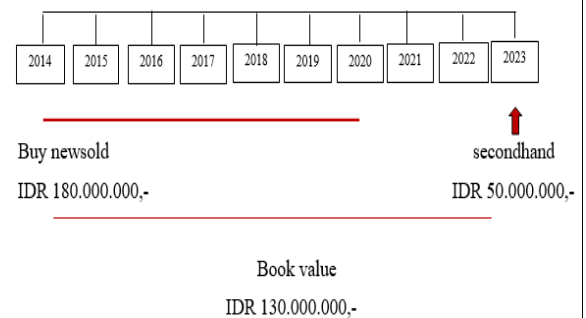 2014 2015 2016 2017 2018 2019 2020 2021 2022 2023
Buy newsold secondhand
IDR 180.000.000,- IDR 50.000.000,-
Book value
IDR 130.000.000,-